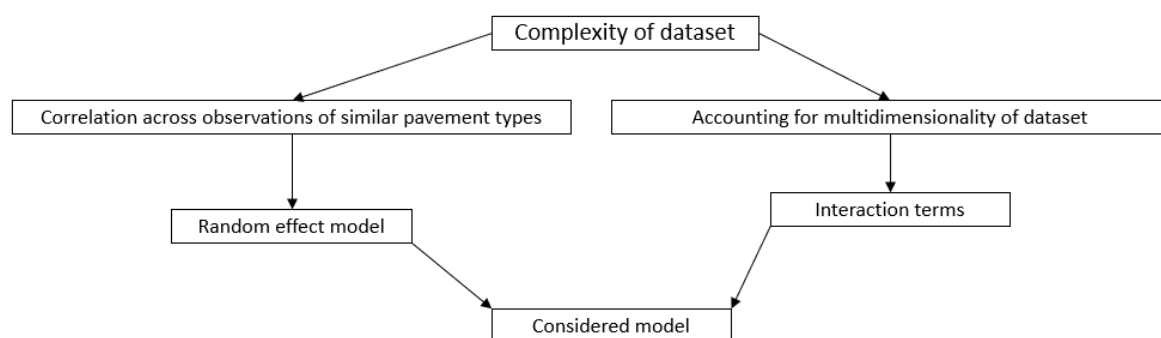 Complexity of dataset
Correlation across observations of similar pavement types
Accounting for multidimensionality of dataset
Random effect model
Interaction terms
Considered model